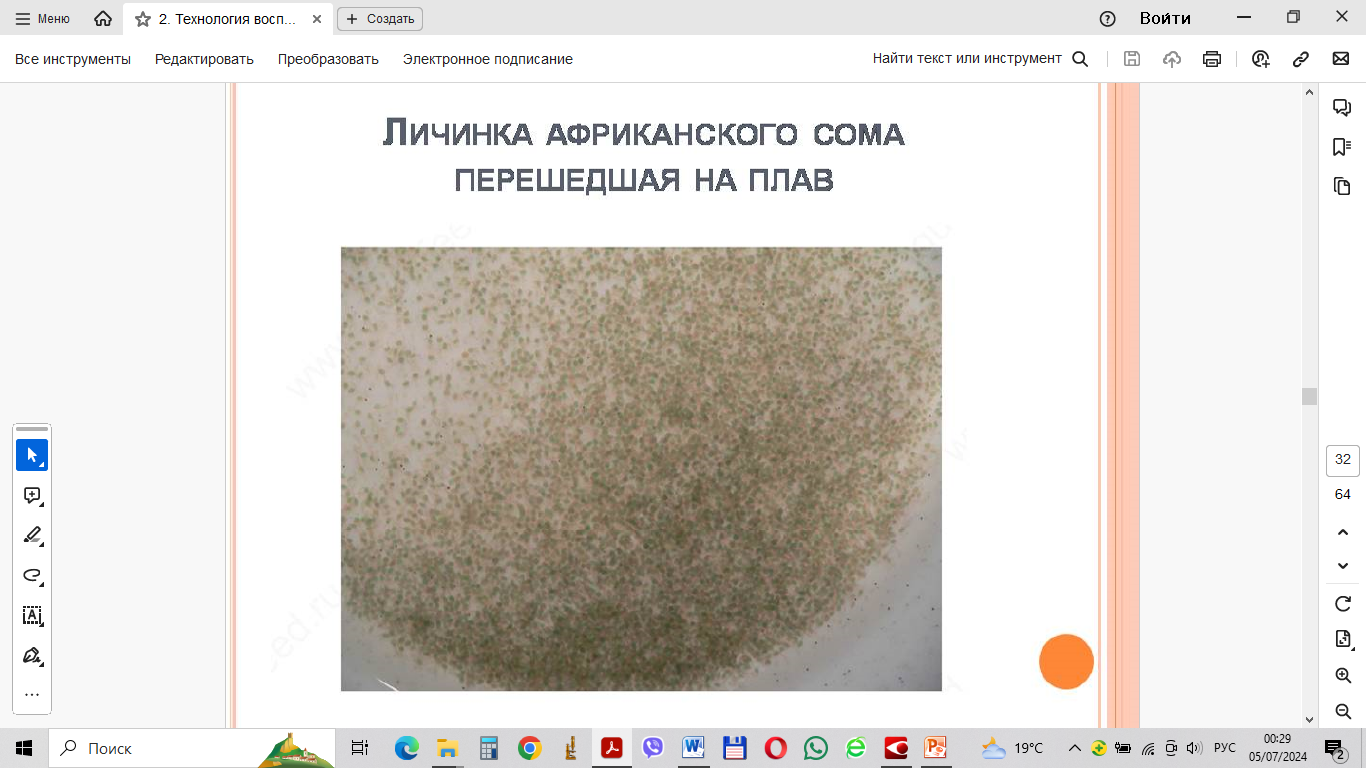 Меню
2. Технология восп...
Создать
Войти
Все инструменты
Редактировать
Преобразовать
Электронное подписание
Найти текст или инструмент
ЛИЧИНКА АФРИКАНСКОГО СОМА
ПЕРЕШЕДШАЯ НА ПЛАВ
32
64
Поиск
19°C
РУС
00:29
05/07/2024
2